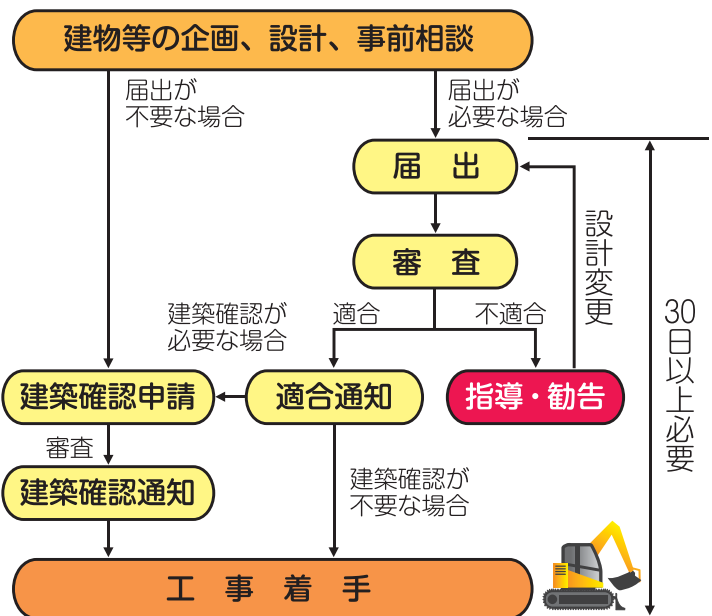 建物等の企画、設計、事前相談
届出が
不要な場合
届出が
必要な場合
届　出
審　査
設計変更
30日以上必要
建築確認が
必要な場合
適合
不適合
建築確認申請
適合通知
指導・勧告
審査
建築確認通知
建築確認が
不要な場合
工　事　着　手